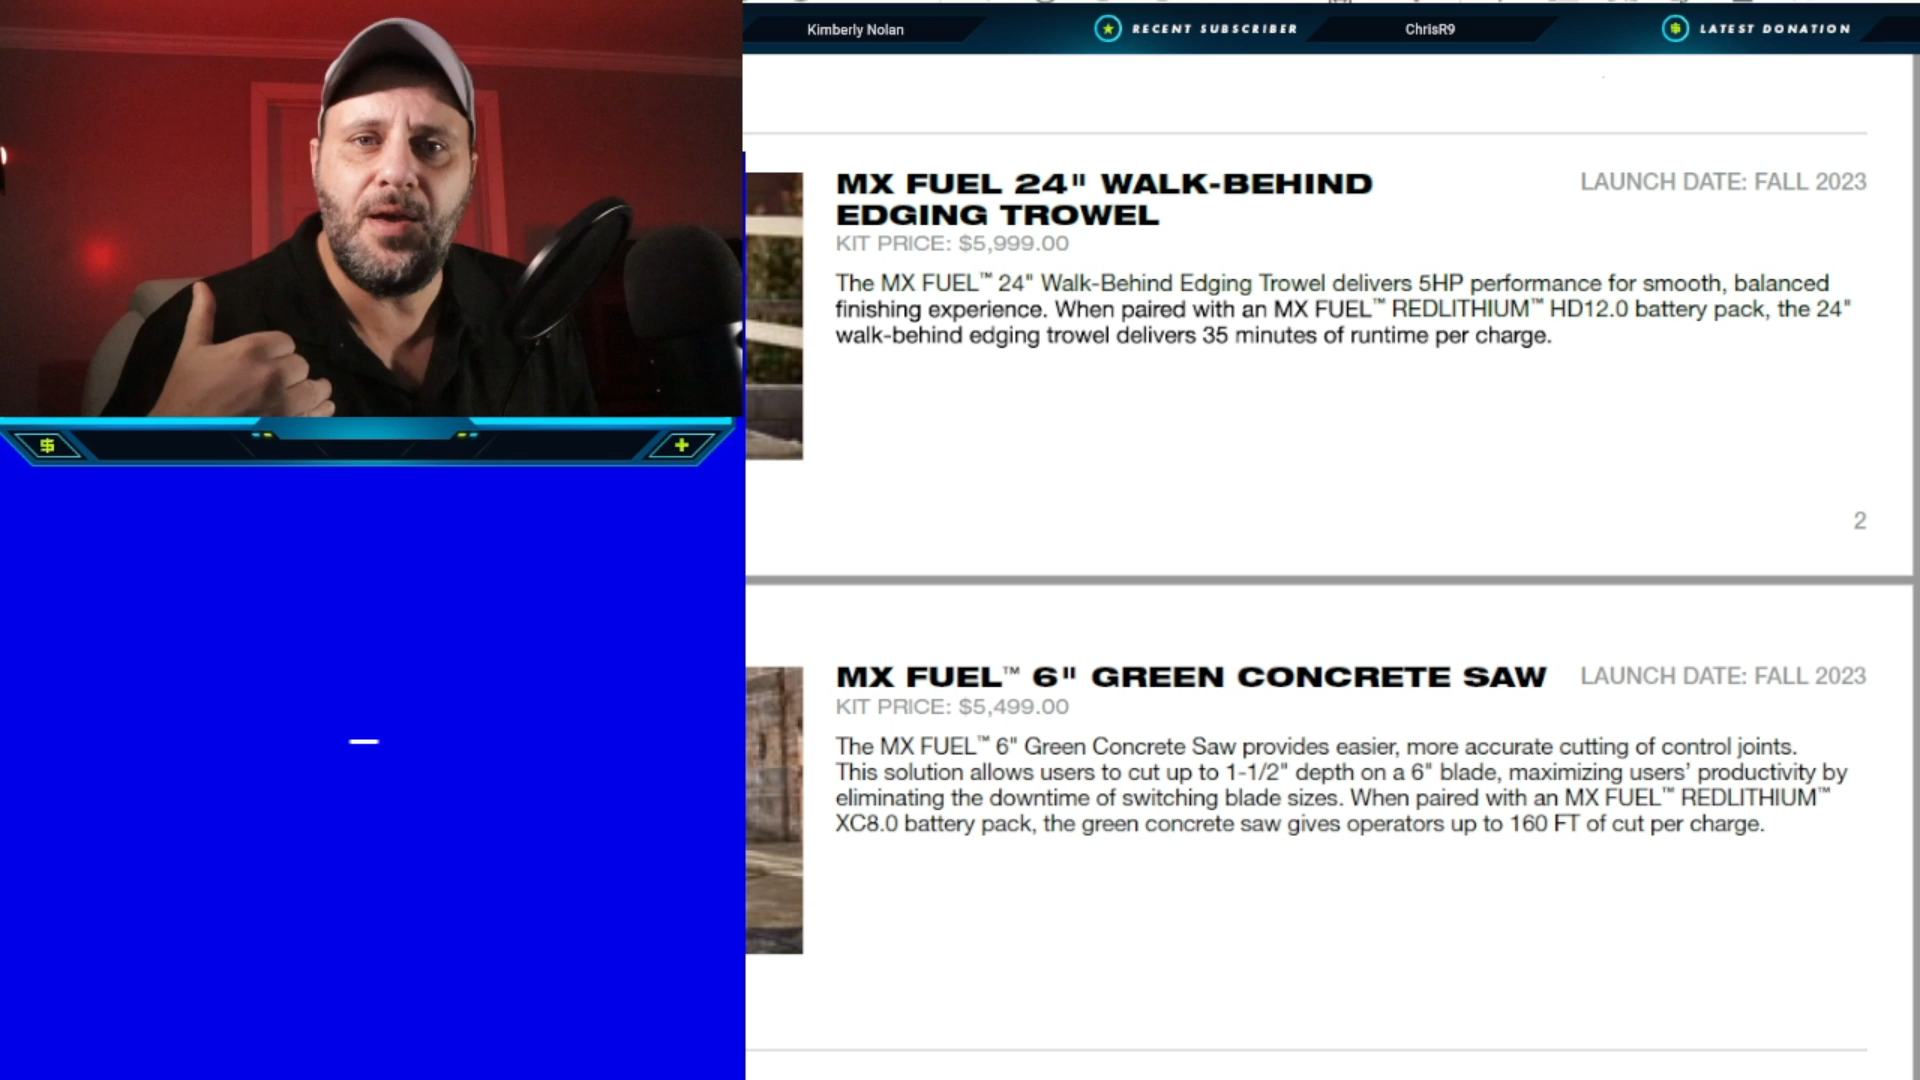 Kimberly Nolan
RECENT SUBSCRIBER
ChrisR9
LATEST DONATION
MX FUEL 24" WALK-BEHIND
EDGING TROWEL
LAUNCH DATE: FALL 2023
KIT PRICE: $5,999.00
The MX FUEL™ 24" Walk-Behind Edging Trowel delivers 5HP performance for smooth, balanced
finishing experience. When paired with an MX FUEL™ REDLITHIUM™ HD12.0 battery pack, the 24"
walk-behind edging trowel delivers 35 minutes of runtime per charge.
2
MX FUEL™ 6" GREEN CONCRETE SAW
LAUNCH DATE: FALL 2023
KIT PRICE: $5,499.00
The MX FUEL™ 6" Green Concrete Saw provides easier, more accurate cutting of control joints.
This solution allows users to cut up to 1-1/2" depth on a 6" blade, maximizing users’ productivity by
eliminating the downtime of switching blade sizes. When paired with an MX FUEL™ REDLITHIUM™
XC8.0 battery pack, the green concrete saw gives operators up to 160 FT of cut per charge.